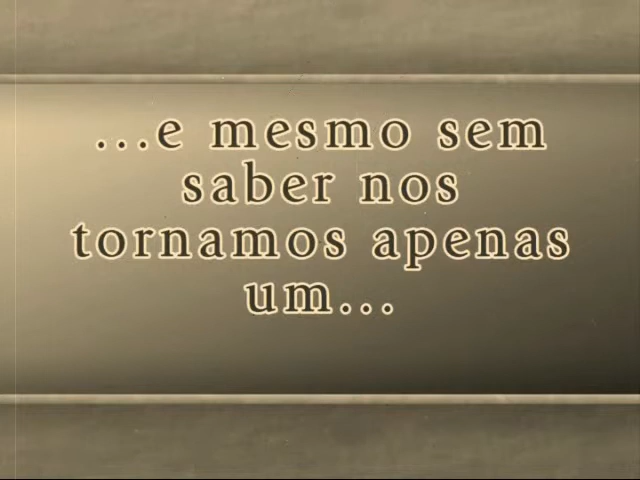 ...e mesmo sem
saber nos
tornamos apenas
um...